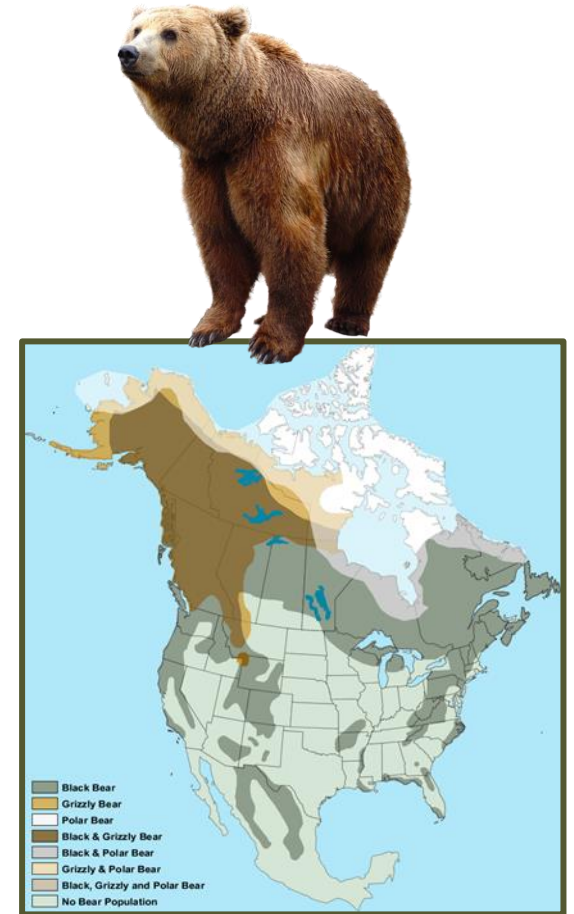 Black Bear
Grizzly Bear
Polar Bear
Black & Grizzly Bear
Black & Polar Bear
Grizzly & Polar Bear
Black, Grizzly and Polar Bear
No Bear Population